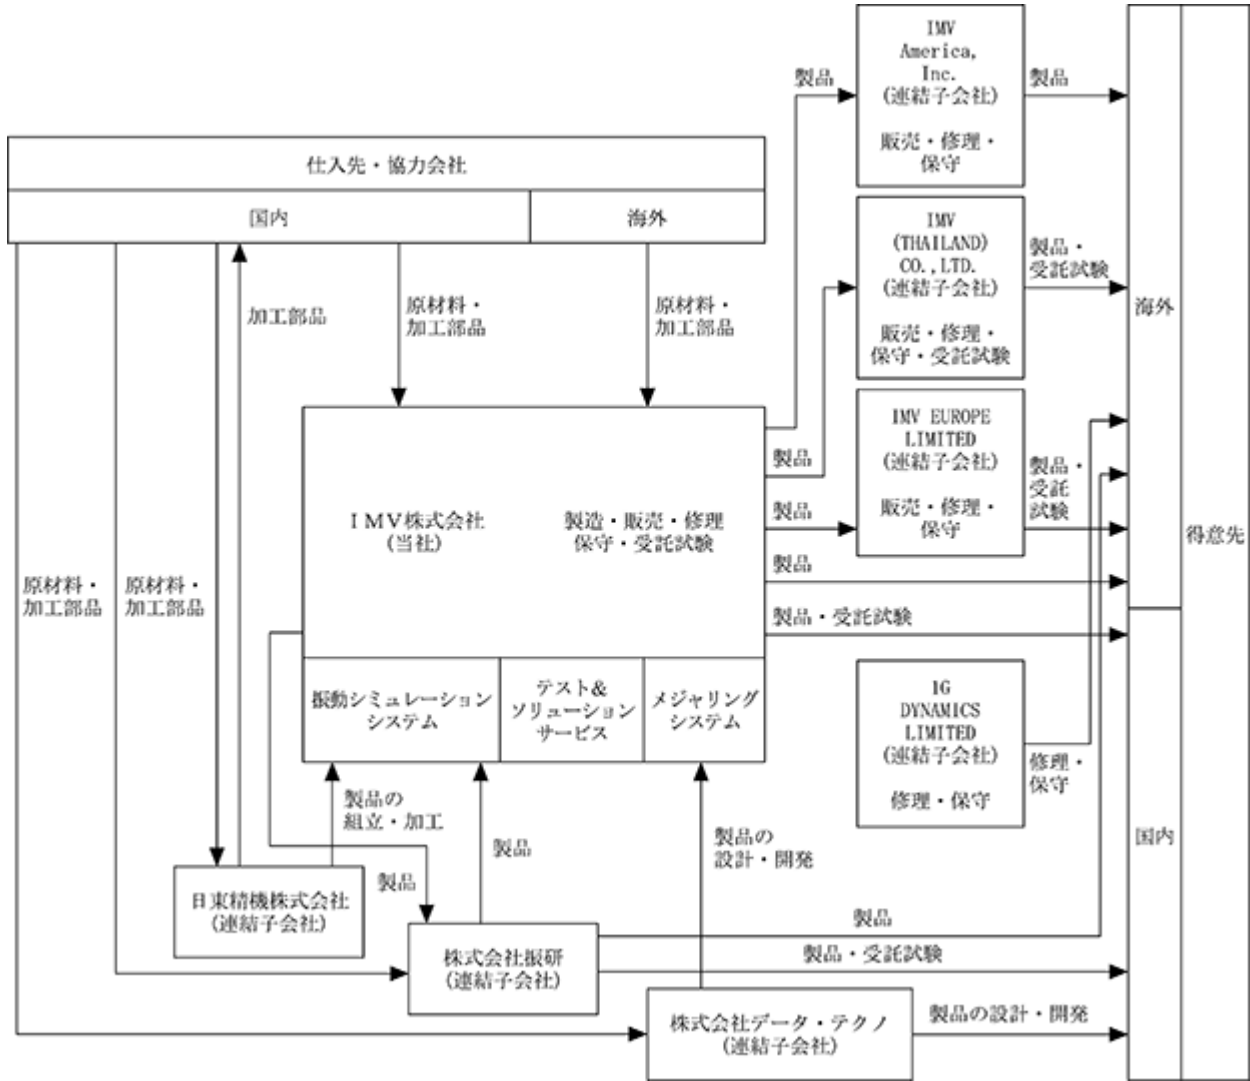 IMV
America,
Inc.
(連結子会社)
販売・修理・
保守
製品
製品
仕入先・協力会社
国内
海外
IMV
(THAILAND)
CO.,LTD.
(連結子会社)
販売・修理・
保守・受託試験
製品・
受託試験
加工部品
原材料・
加工部品
原材料・
加工部品
海外
得意先
IMV EUROPE
LIMITED
(連結子会社)
販売・修理・
保守
製品
製品
製品・
受託
試験
IMV株式会社
(当社)
製造・販売・修理
保守・受託試験
製品
製品・受託試験
原材料・
加工部品
原材料・
加工部品
振動シミュレーション
システム
テスト&
ソリューション
サービス
メジャリング
システム
1G
DYNAMICS
LIMITED
(連結子会社)
修理・保守
修理・
保守
製品の
組立・加工
製品
製品の
設計・開発
国内
日東精機株式会社
(連結子会社)
製品
株式会社振研
(連結子会社)
製品
製品・受託試験
株式会社データ・テクノ
(連結子会社)
製品の設計・開発